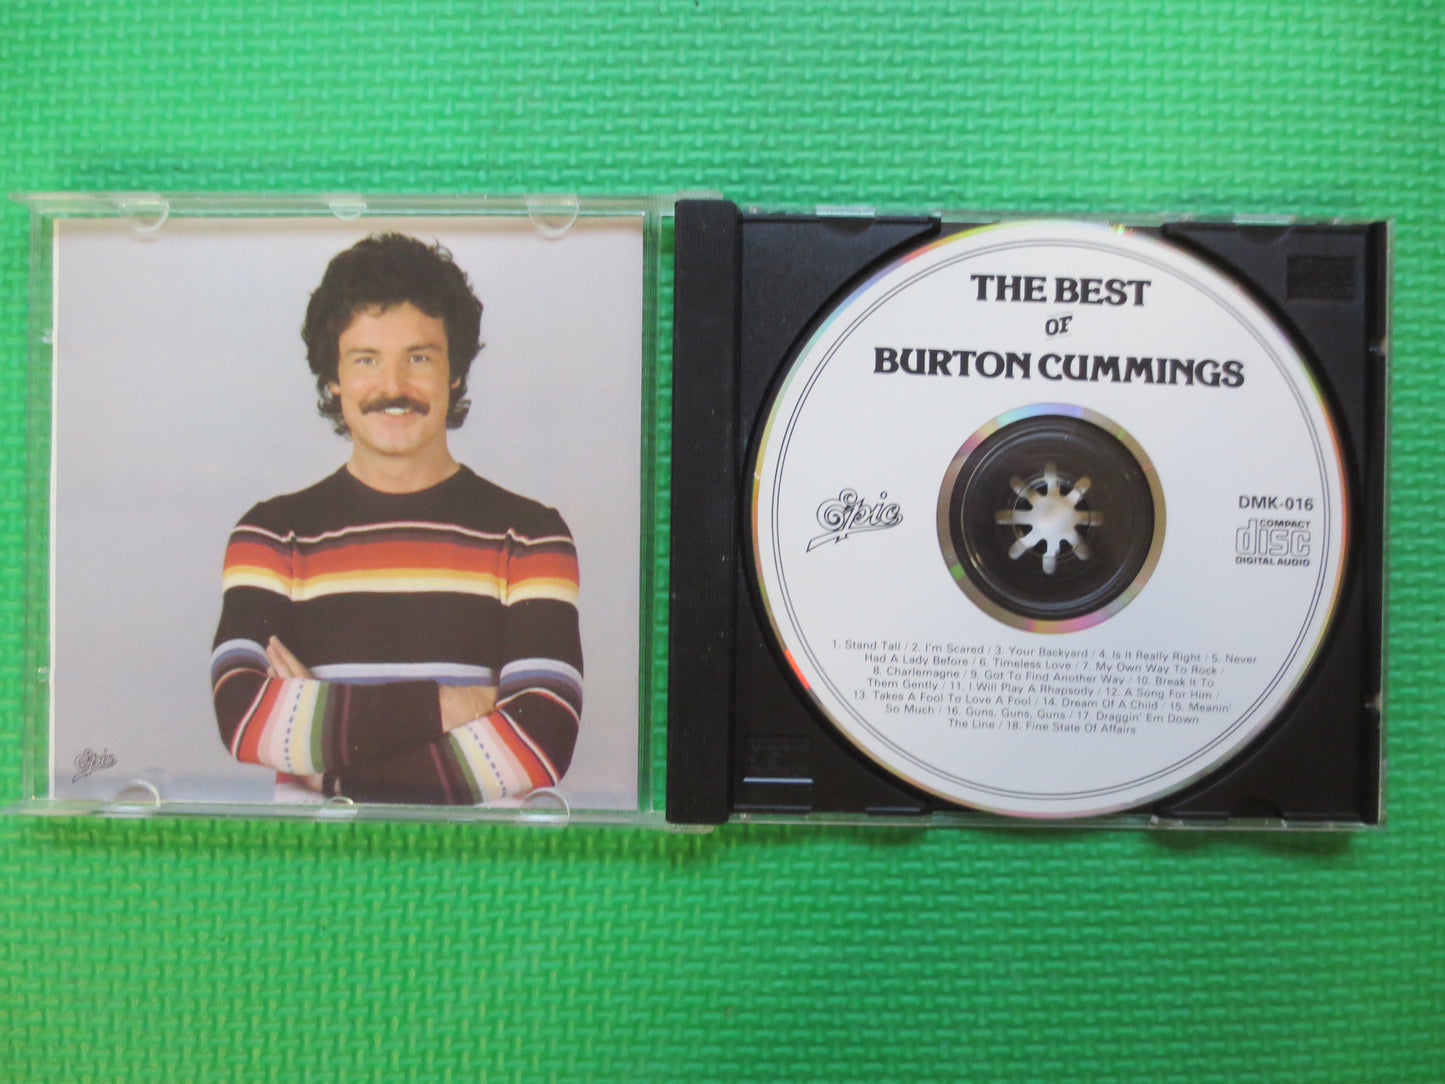 Epic
THE BEST
OF
BURTON CUMMINGS
Epic
DMK-016
COMPACT
disc
DIGITAL AUDIO
1. Stand Tall / 2. I'm Scared / 3. Your Backyard / 4. Is It Really Right / 5. Never
Had A Lady Before / 6. Timeless Love / 7. My Own Way To Rock /
8. Charlemagne / 9. Got To Find Another Way / 10. Break It To
Them Gently / 11. I Will Play A Rhapsody / 12. A Song For Him /
13. Takes A Fool To Love A Fool / 14. Dream Of A Child / 15. Meanin'
So Much / 16. Guns, Guns, Guns / 17. Draggin' Em Down
The Line / 18. Fine State Of Affairs